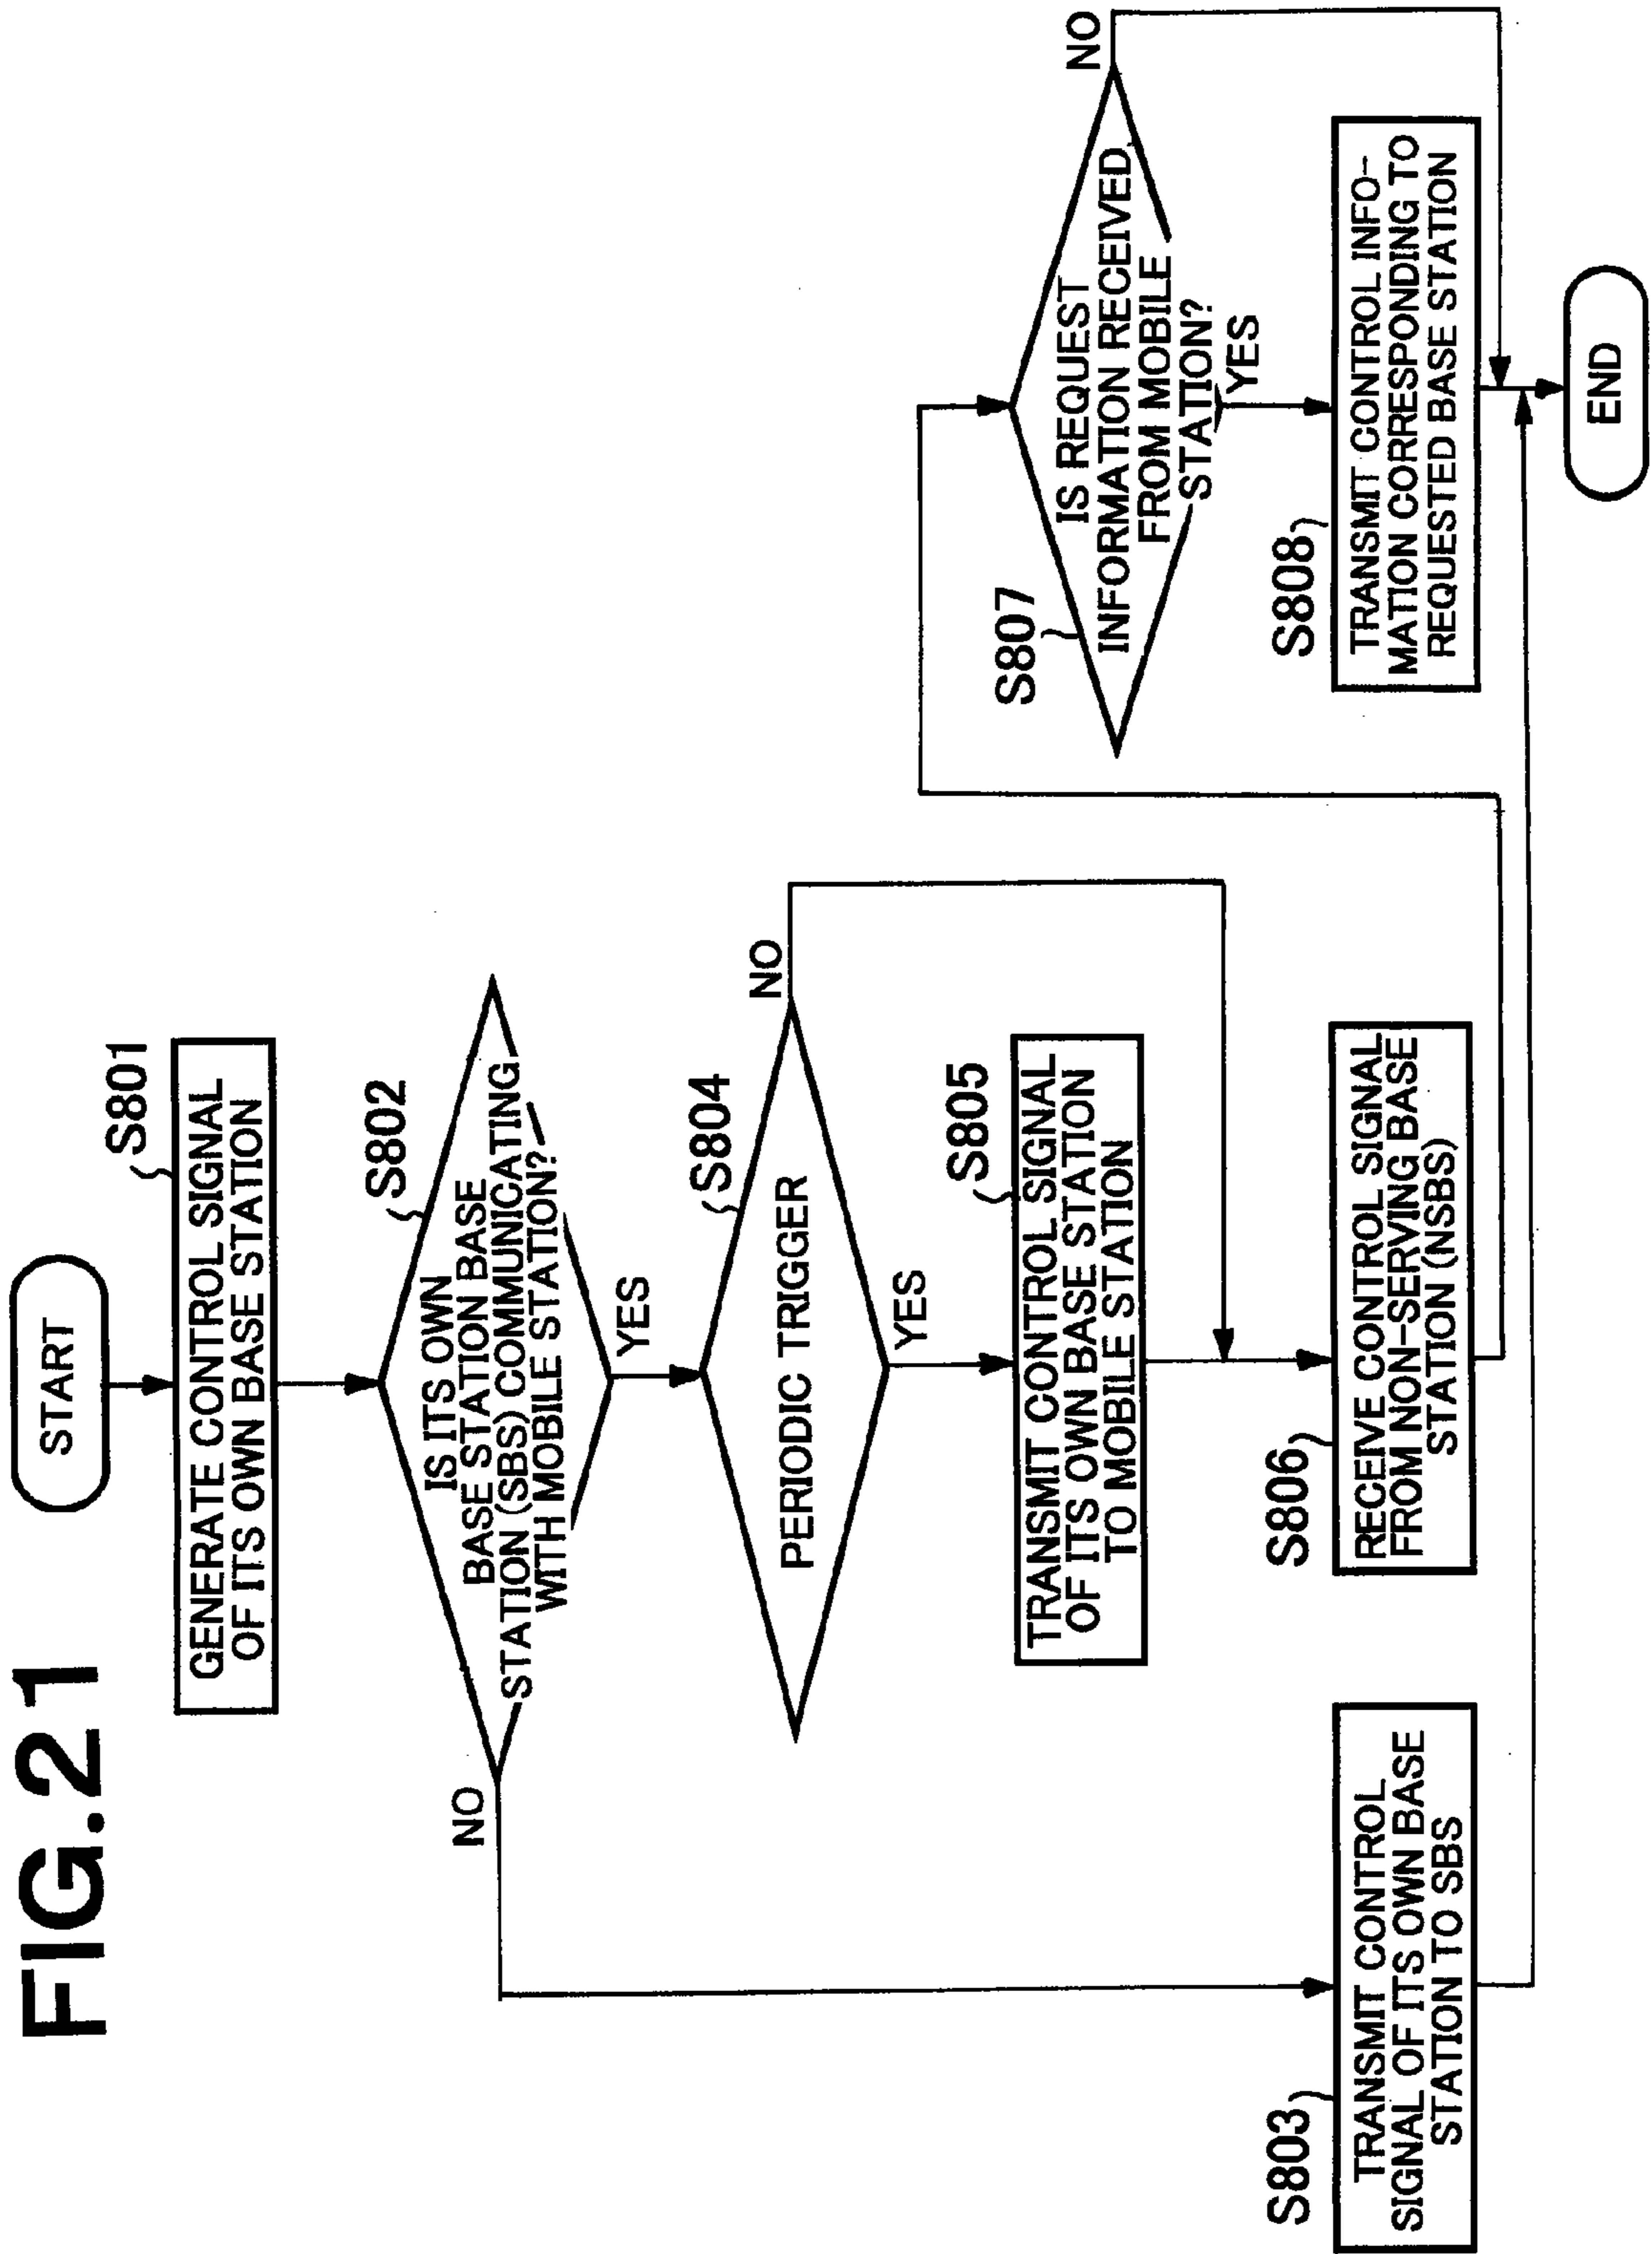 FIG.21
START
S801
GENERATE CONTROL SIGNAL
OF ITS OWN BASE STATION
S802
IS ITS OWN
BASE STATION BASE
STATION (SBS) COMMUNICATING
WITH MOBILE STATION?
NO
YES
S804
PERIODIC TRIGGER
NO
YES
S805
TRANSMIT CONTROL SIGNAL
OF ITS OWN BASE STATION
TO MOBILE STATION
S803
TRANSMIT CONTROL
SIGNAL OF ITS OWN BASE
STATION TO SBS
S806
RECEIVE CONTROL SIGNAL
FROM NON-SERVING BASE
STATION (NSBS)
S807
IS REQUEST
INFORMATION RECEIVED
FROM MOBILE
STATION?
NO
YES
S808
TRANSMIT CONTROL INFO-
MATION CORRESPONDING TO
REQUESTED BASE STATION
END